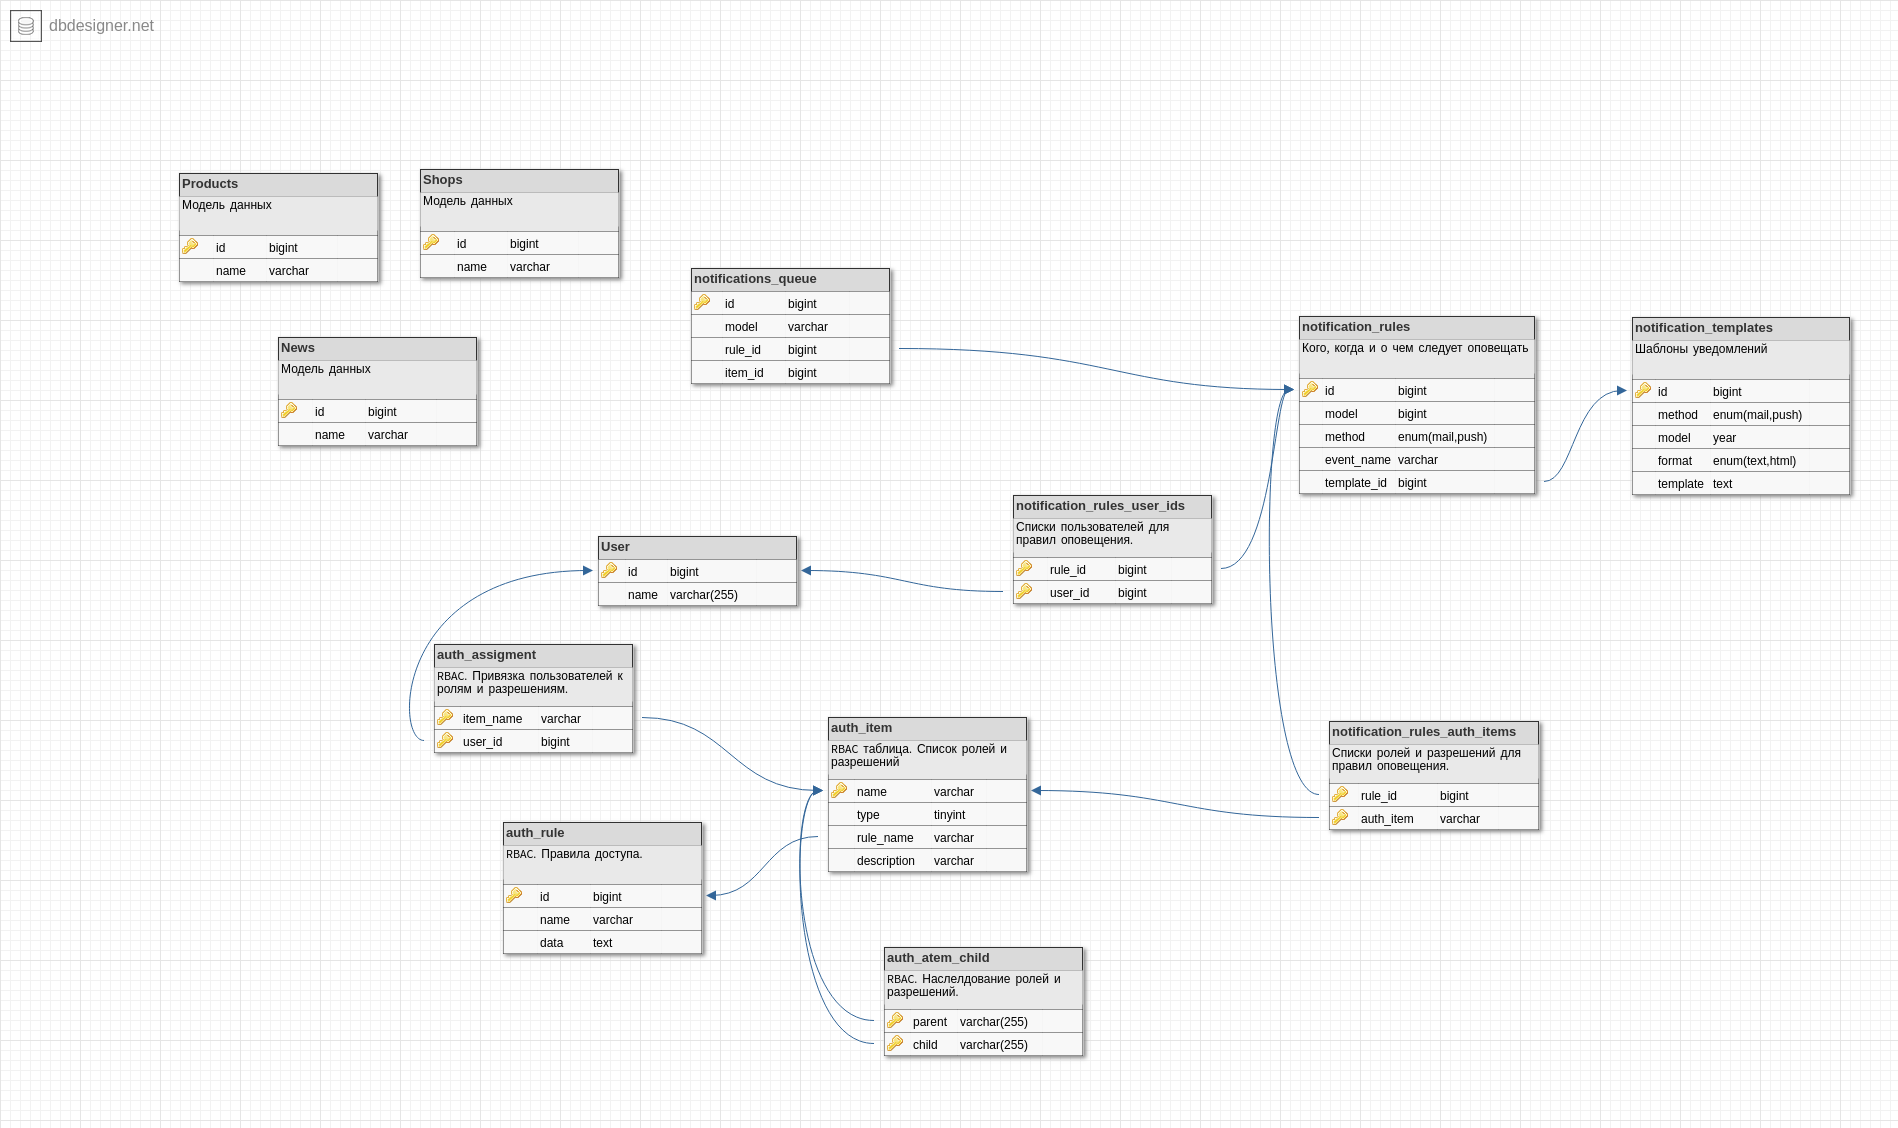 dbdesigner.net
Products
Модель данных
id bigint
name varchar
Shops
Модель данных
id bigint
name varchar
News
Модель данных
id bigint
name varchar
notifications_queue
id bigint
model varchar
rule_id bigint
item_id bigint
notification_rules
Кого, когда и о чем следует оповещать
id bigint
model bigint
method enum(mail,push)
event_name varchar
template_id bigint
notification_templates
Шаблоны уведомлений
id bigint
method enum(mail,push)
model year
format enum(text,html)
template text
notification_rules_user_ids
Списки пользователей для
правил оповещения.
rule_id bigint
user_id bigint
User
id bigint
name varchar(255)
auth_assigment
RBAC. Привязка пользователей к
ролям и разрешениям.
item_name varchar
user_id bigint
auth_item
RBAC таблица. Список ролей и
разрешений
name varchar
type tinyint
rule_name varchar
description varchar
notification_rules_auth_items
Списки ролей и разрешений для
правил оповещения.
rule_id bigint
auth_item varchar
auth_rule
RBAC. Правила доступа.
id bigint
name varchar
data text
auth_atem_child
RBAC. Наслелдование ролей и
разрешений.
parent varchar(255)
child varchar(255)